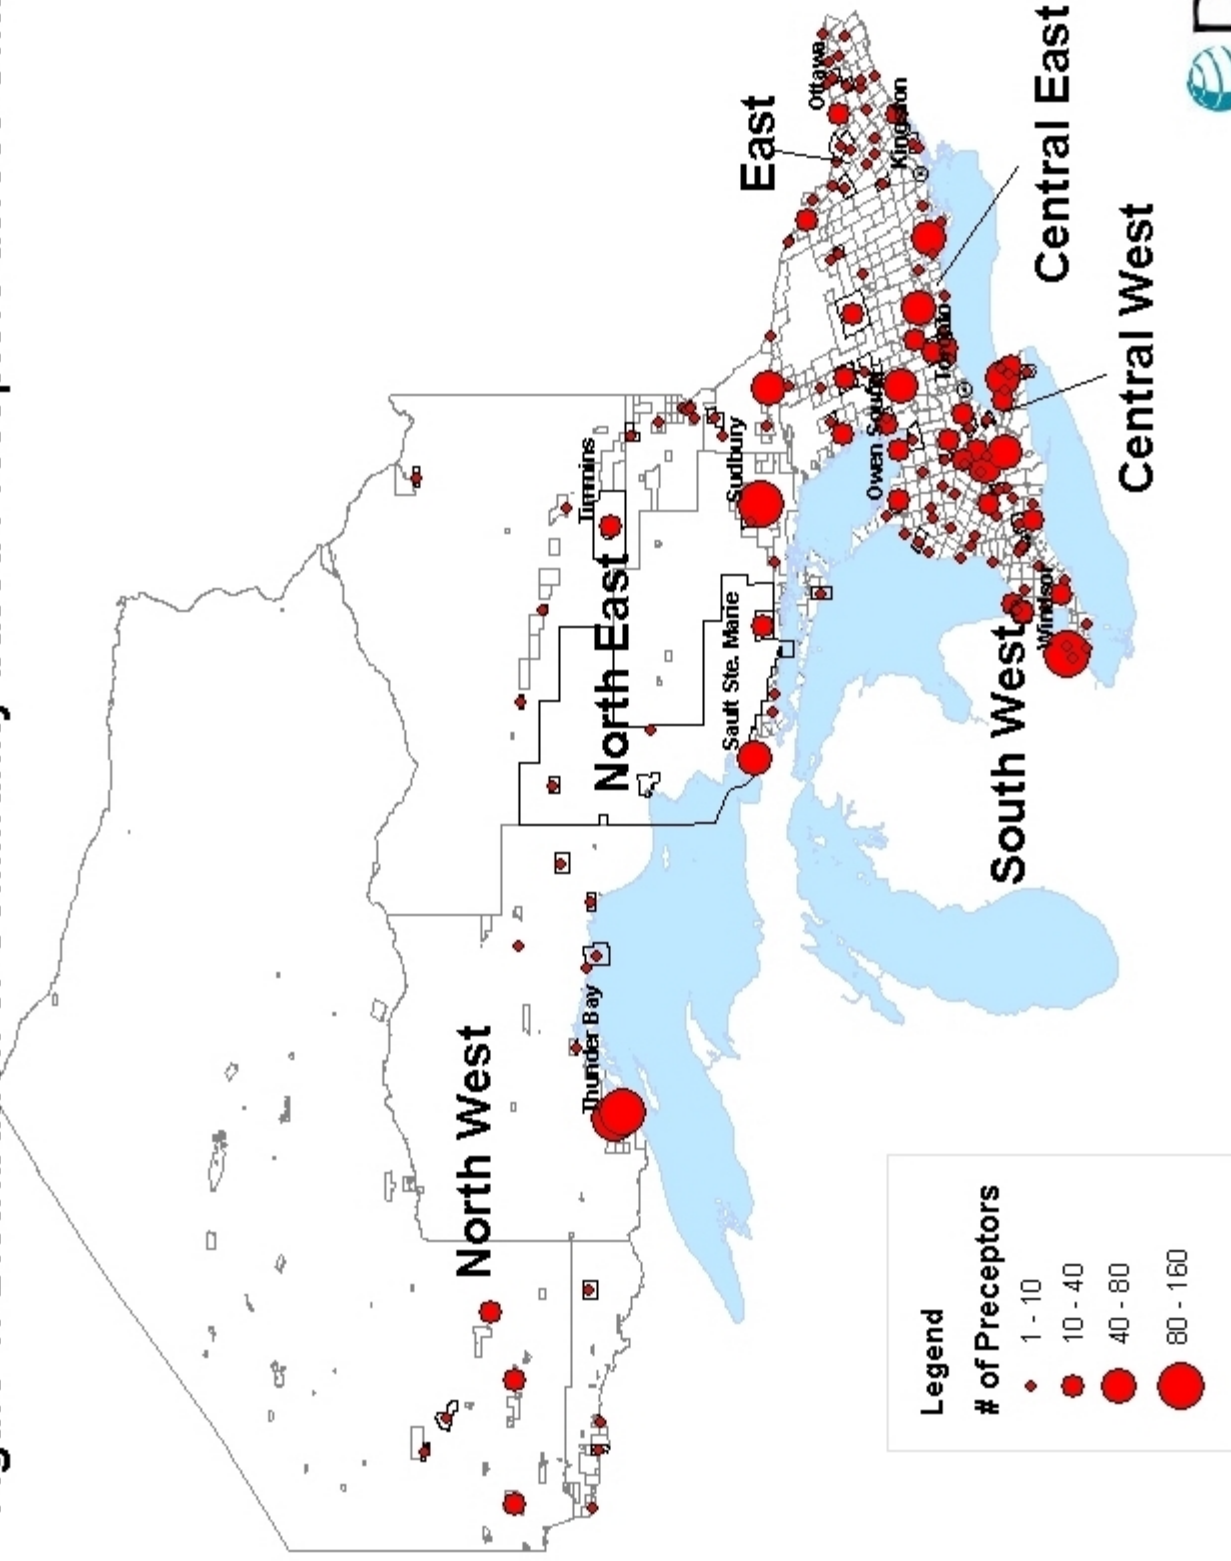 North West
North East
East
Central East
Central West
South West
Thunder Bay
Sault Ste. Marie
Timmins
Sudbury
Owen Sound
Toronto
Ottawa
Kingston
Windsor
Legend
# of Preceptors
1 - 10
10 - 40
40 - 80
80 - 160